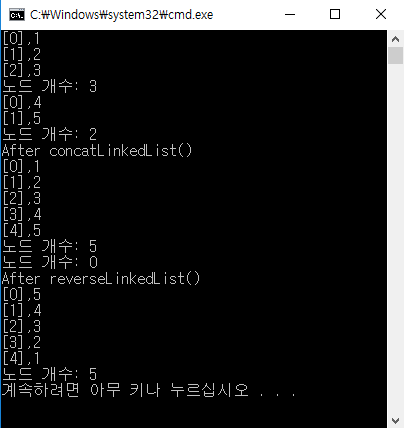 C:₩Windows₩system32₩cmd.exe
[0],1
[1],2
[2],3
노드 개수: 3
[0],4
[1],5
노드 개수: 2
After concatLinkedList()
[0],1
[1],2
[2],3
[3],4
[4],5
노드 개수: 5
노드 개수: 0
After reverseLinkedList()
[0],5
[1],4
[2],3
[3],2
[4],1
노드 개수: 5
계속하려면 아무 키나 누르십시오 . . .